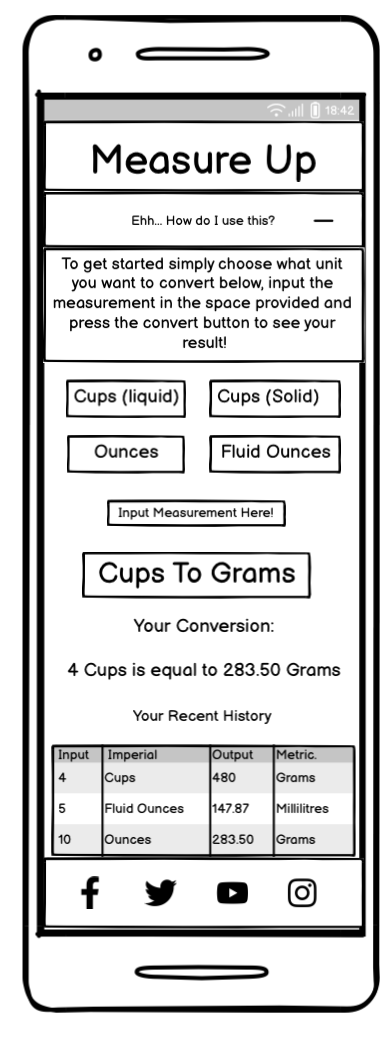 18:42
Measure Up
Ehh... How do I use this?
To get started simply choose what unit
you want to convert below, input the
measurement in the space provided and
press the convert button to see your
result!
Cups (liquid) Cups (Solid)
Ounces Fluid Ounces
Input Measurement Here!
Cups To Grams
Your Conversion:
4 Cups is equal to 283.50 Grams
Your Recent History
Input Imperial Output Metric.
4 Cups 480 Grams
5 Fluid Ounces 147.87 Millilitres
10 Ounces 283.50 Grams